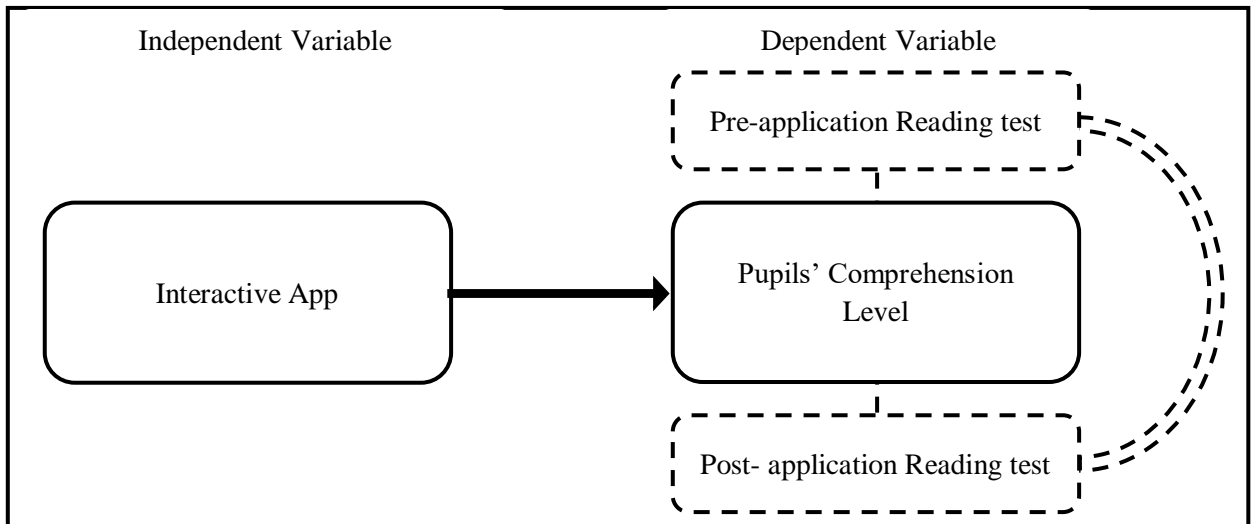 Independent Variable
Dependent Variable
Pre-application Reading test
Interactive App
Pupils’ Comprehension
Level
Post- application Reading test